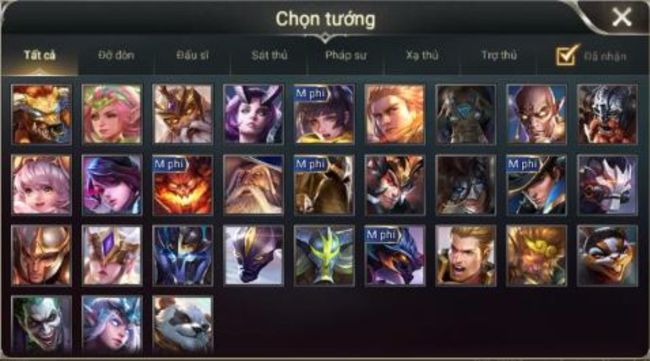 Chọn tướng
Tất cả Đỡ đòn Đấu sĩ Sát thủ Pháp sư Xạ thủ Trợ thủ Đã nhận
M phí
M phí M phí M phí
M phí